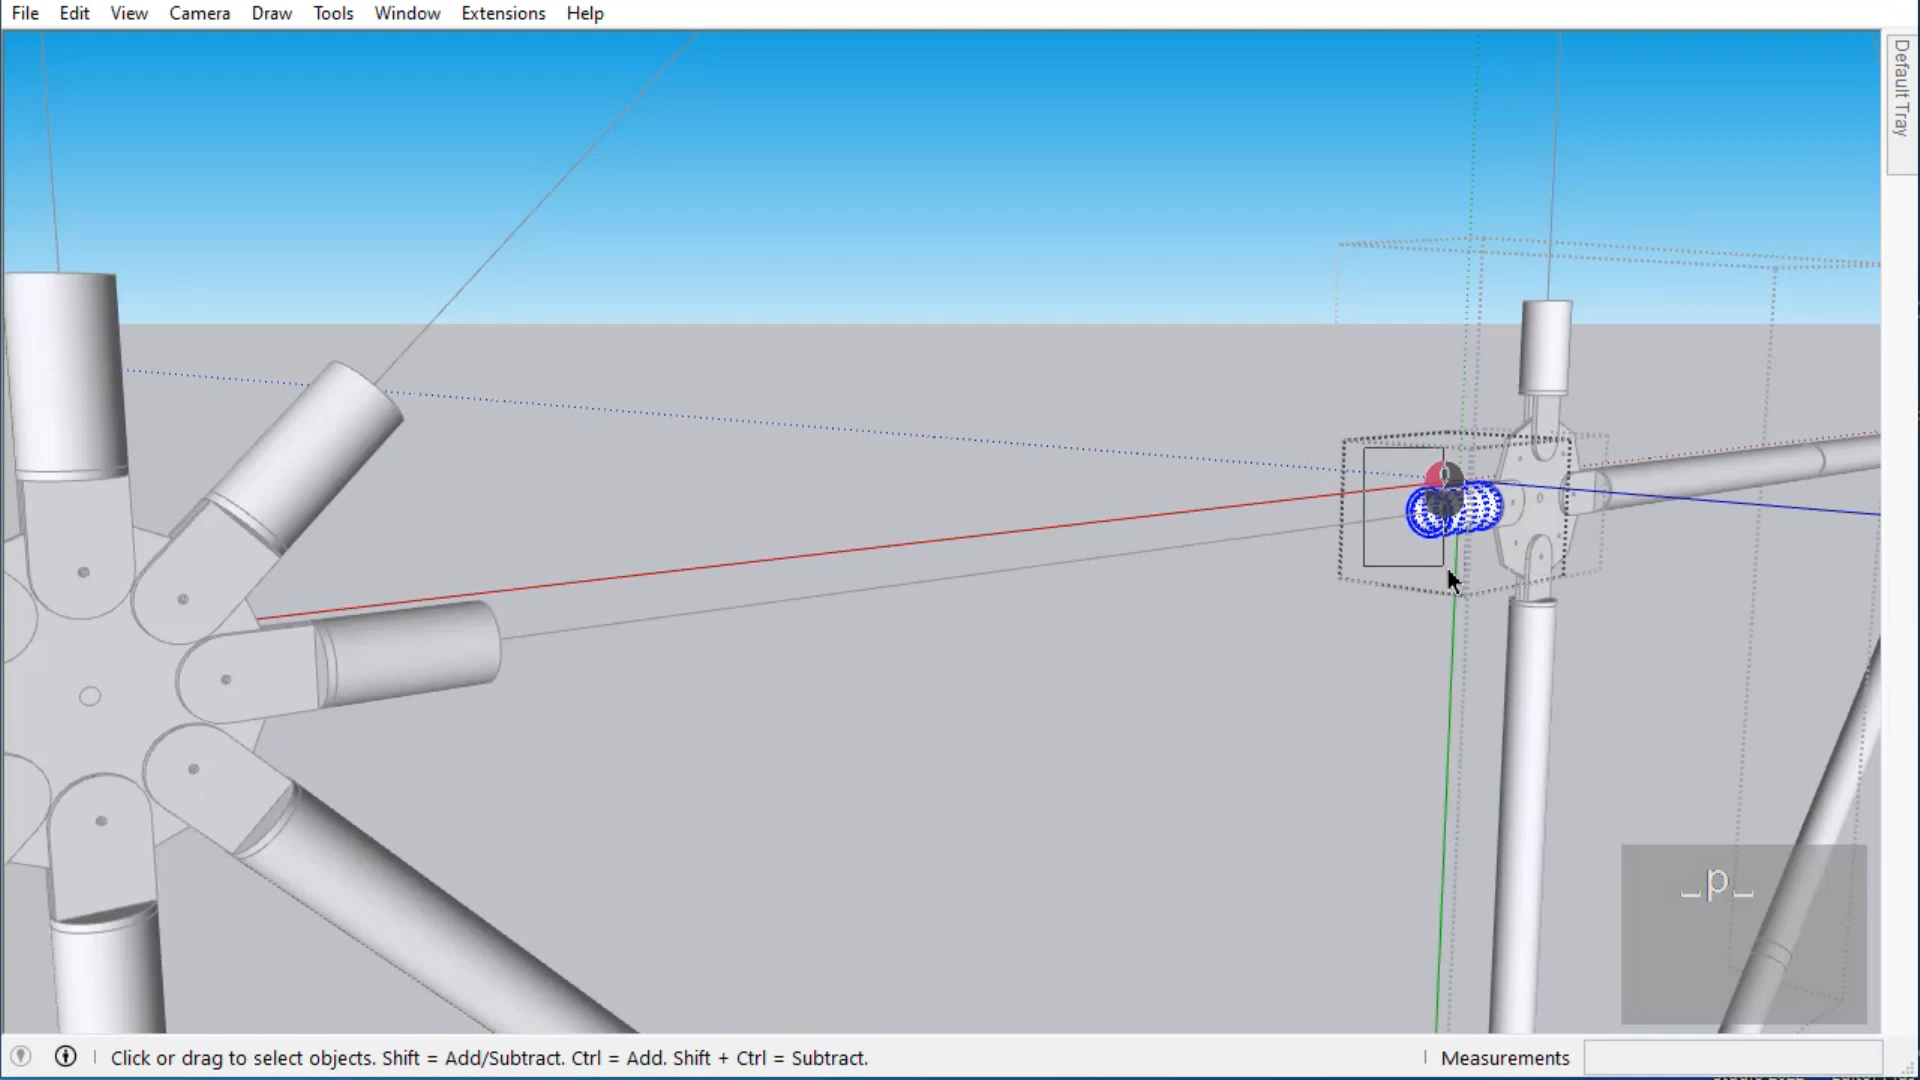 File Edit View Camera Draw Tools Window Extensions Help
Default Tray
_p_
Click or drag to select objects. Shift = Add/Subtract. Ctrl = Add. Shift + Ctrl = Subtract.
Measurements